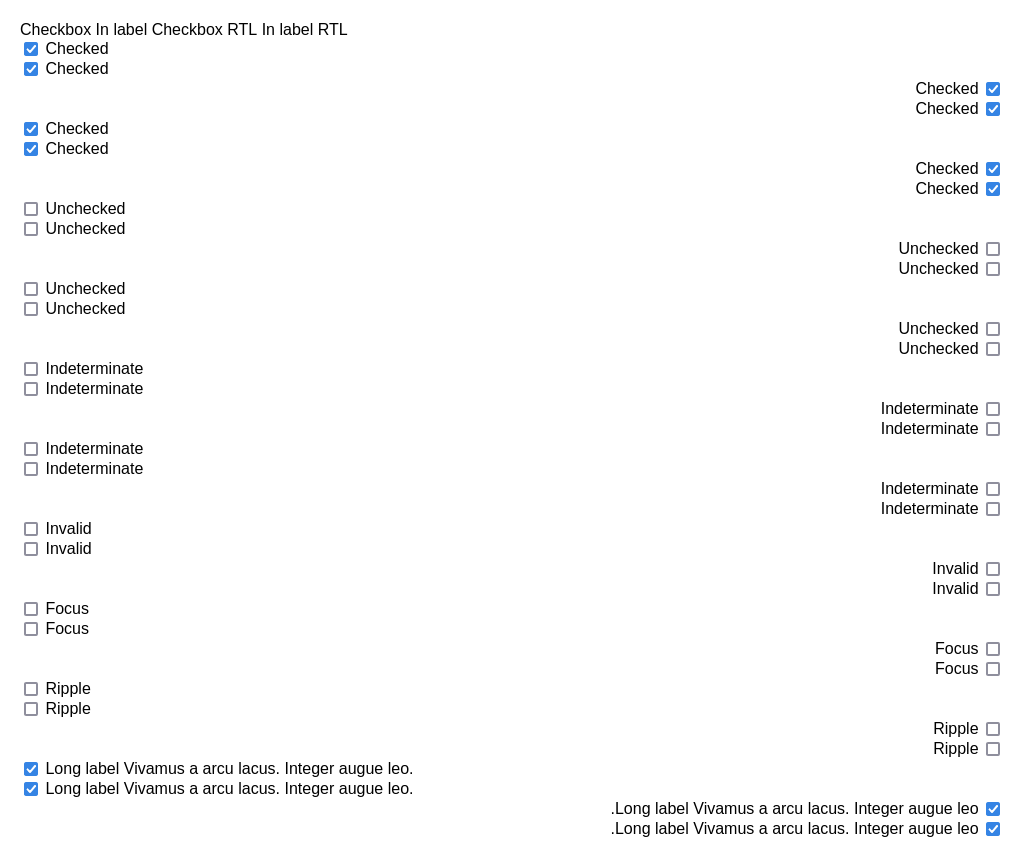 Checkbox In label Checkbox RTL In label RTL
Checked
Checked
Checked
Checked
Checked
Checked
Checked
Checked
Unchecked
Unchecked
Unchecked
Unchecked
Unchecked
Unchecked
Unchecked
Unchecked
Indeterminate
Indeterminate
Indeterminate
Indeterminate
Indeterminate
Indeterminate
Indeterminate
Indeterminate
Invalid
Invalid
Invalid
Invalid
Focus
Focus
Focus
Focus
Ripple
Ripple
Ripple
Ripple
Long label Vivamus a arcu lacus. Integer augue leo.
Long label Vivamus a arcu lacus. Integer augue leo.
.Long label Vivamus a arcu lacus. Integer augue leo
.Long label Vivamus a arcu lacus. Integer augue leo